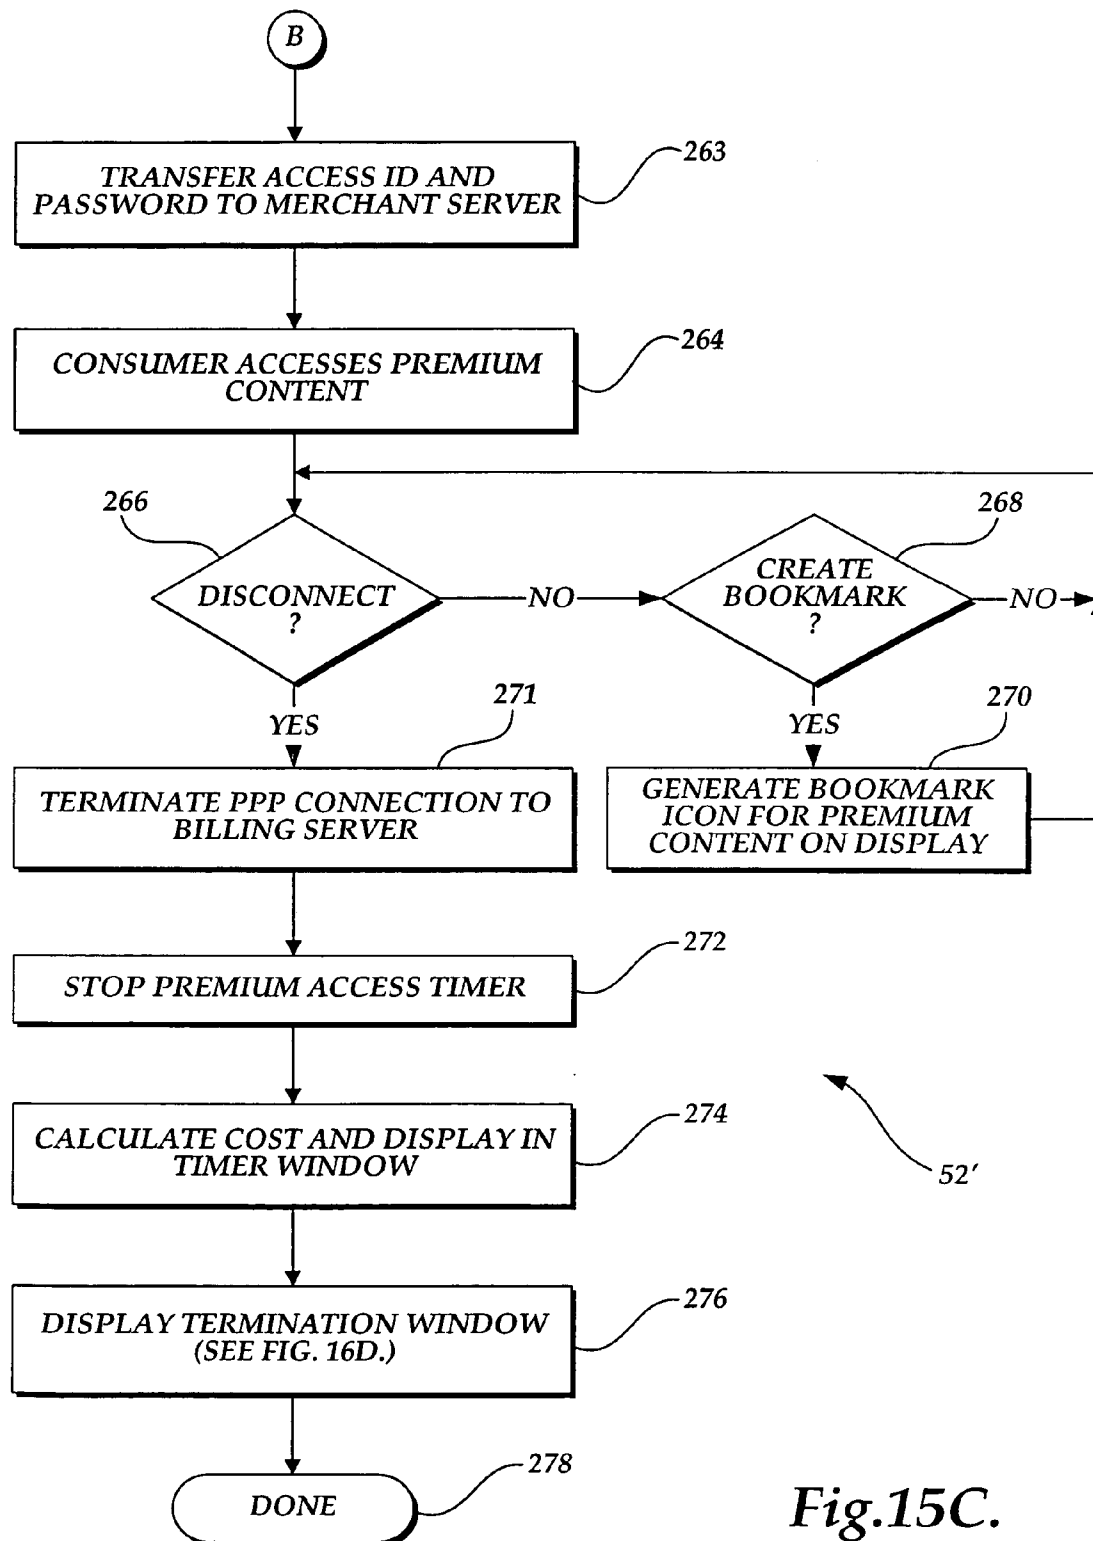 B
TRANSFER ACCESS ID AND
PASSWORD TO MERCHANT SERVER
263
CONSUMER ACCESSES PREMIUM
CONTENT
264
266
DISCONNECT
?
NO
268
CREATE
BOOKMARK
?
NO
YES
271
YES
270
TERMINATE PPP CONNECTION TO
BILLING SERVER
GENERATE BOOKMARK
ICON FOR PREMIUM
CONTENT ON DISPLAY
STOP PREMIUM ACCESS TIMER
272
CALCULATE COST AND DISPLAY IN
TIMER WINDOW
274
52'
DISPLAY TERMINATION WINDOW
(SEE FIG. 16D.)
276
DONE
278
Fig.15C.